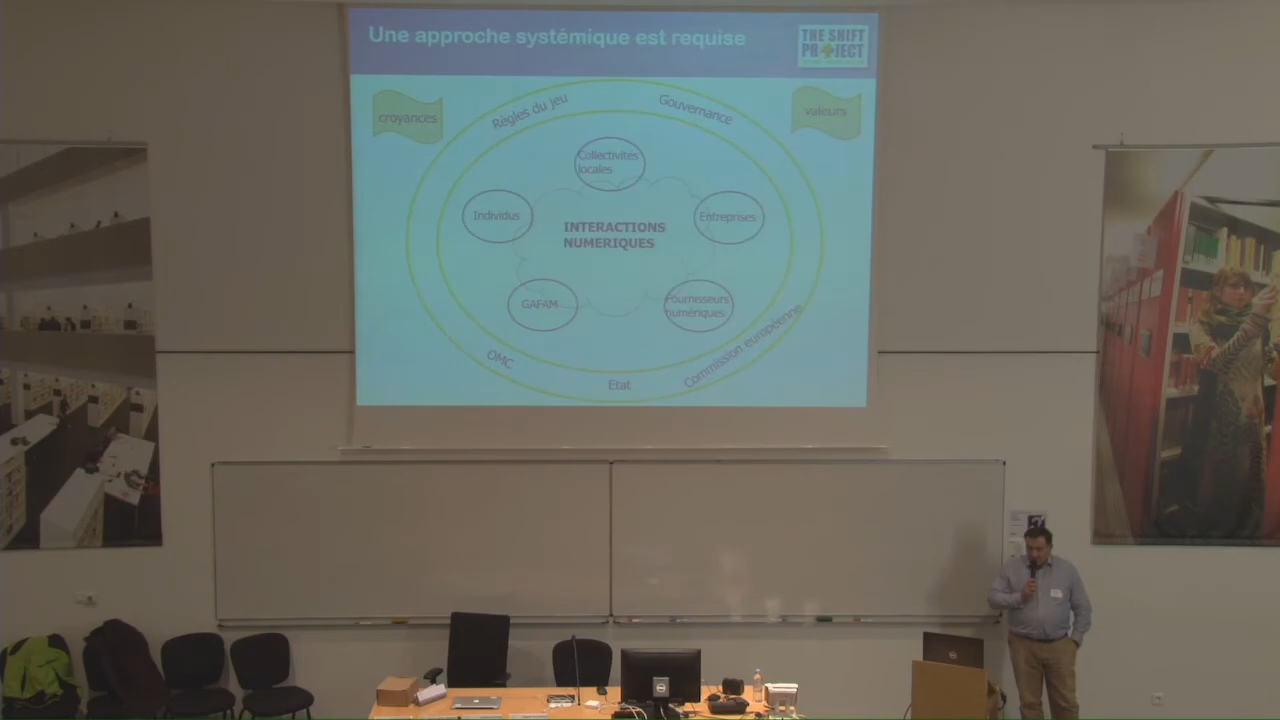 Une approche systémique est requise
THE SHIFT
PROJECT
croyances
Règles du jeu
Gouvernance
valeurs
Collectivités
locales
Individus
Entreprises
INTERACTIONS
NUMERIQUES
GAFAM
Fournisseurs
numériques
OMC
Etat
Commission européenne
DELL